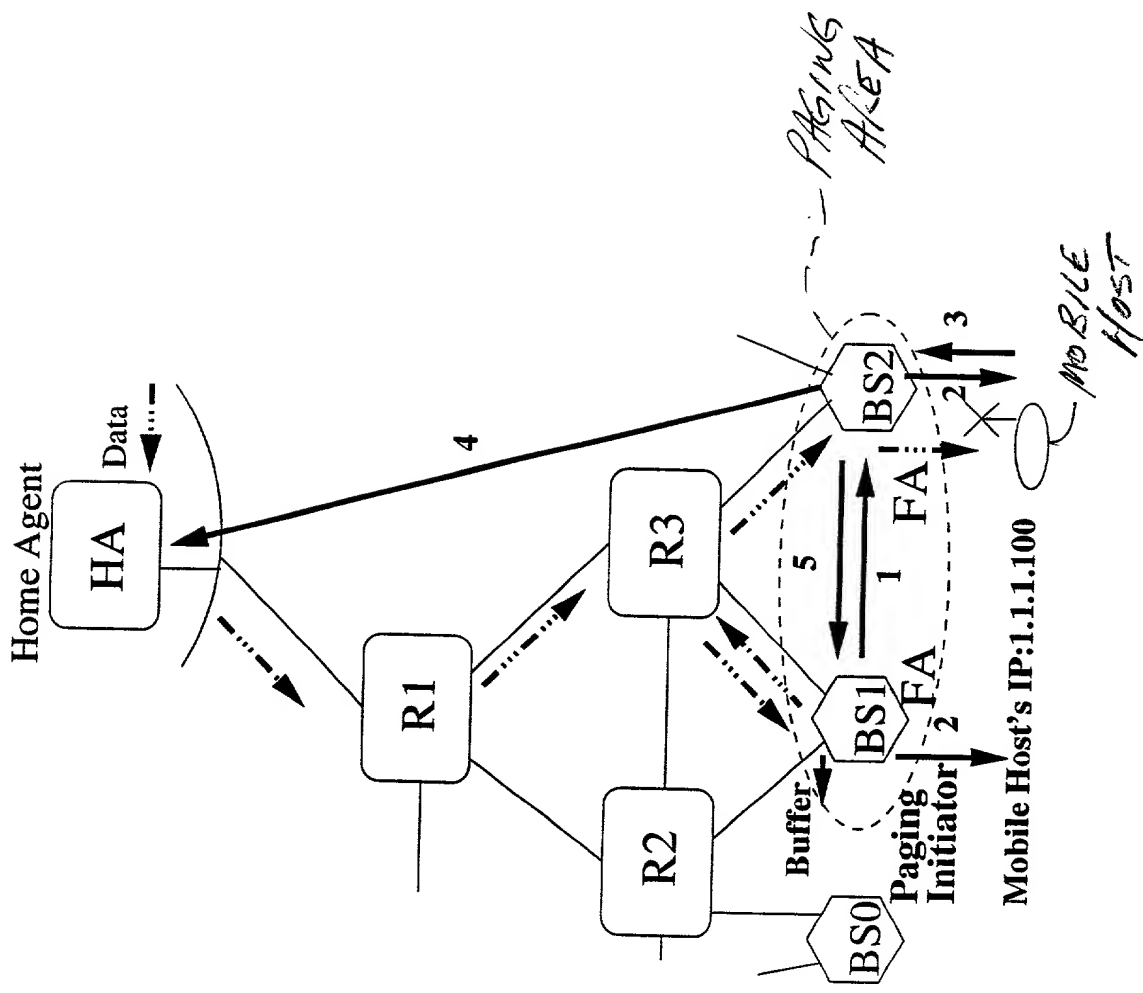 Home Agent
HA
Data
4
R1
R3
R2
PAGING
AREA
5
1
FA
BS2
2
3
Buffer
BS1
FA
BS0
Paging
Initiator
2
Mobile Host's IP:1.1.1.100
MOBILE
HOST